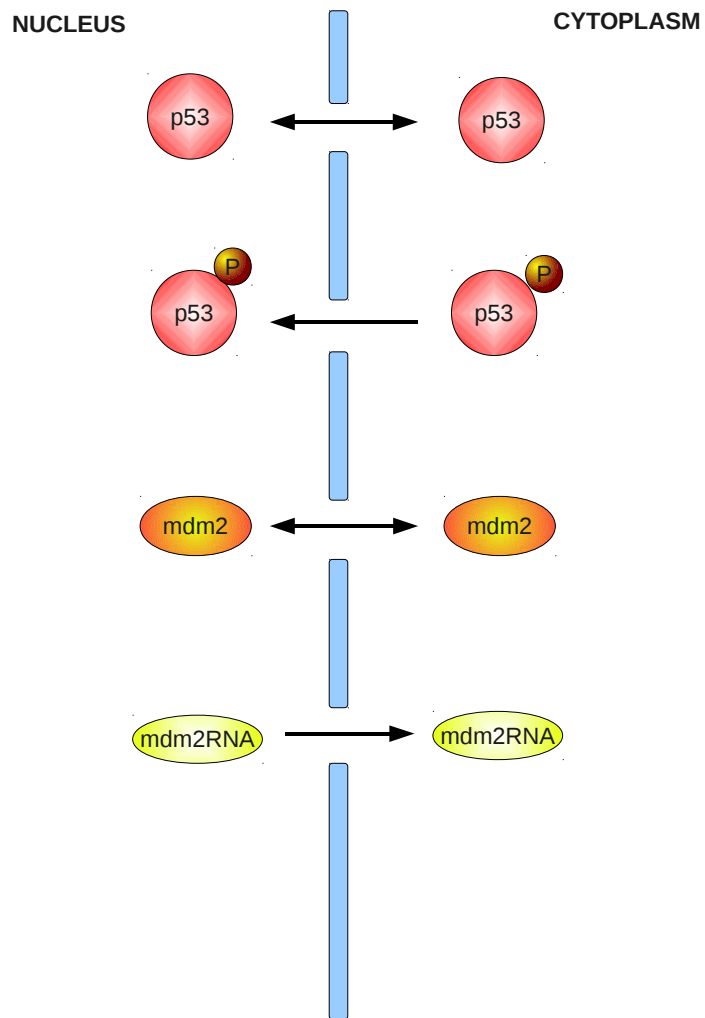 NUCLEUS
CYTOPLASM
p53
p53
P
P
p53
p53
mdm2
mdm2
mdm2RNA
mdm2RNA